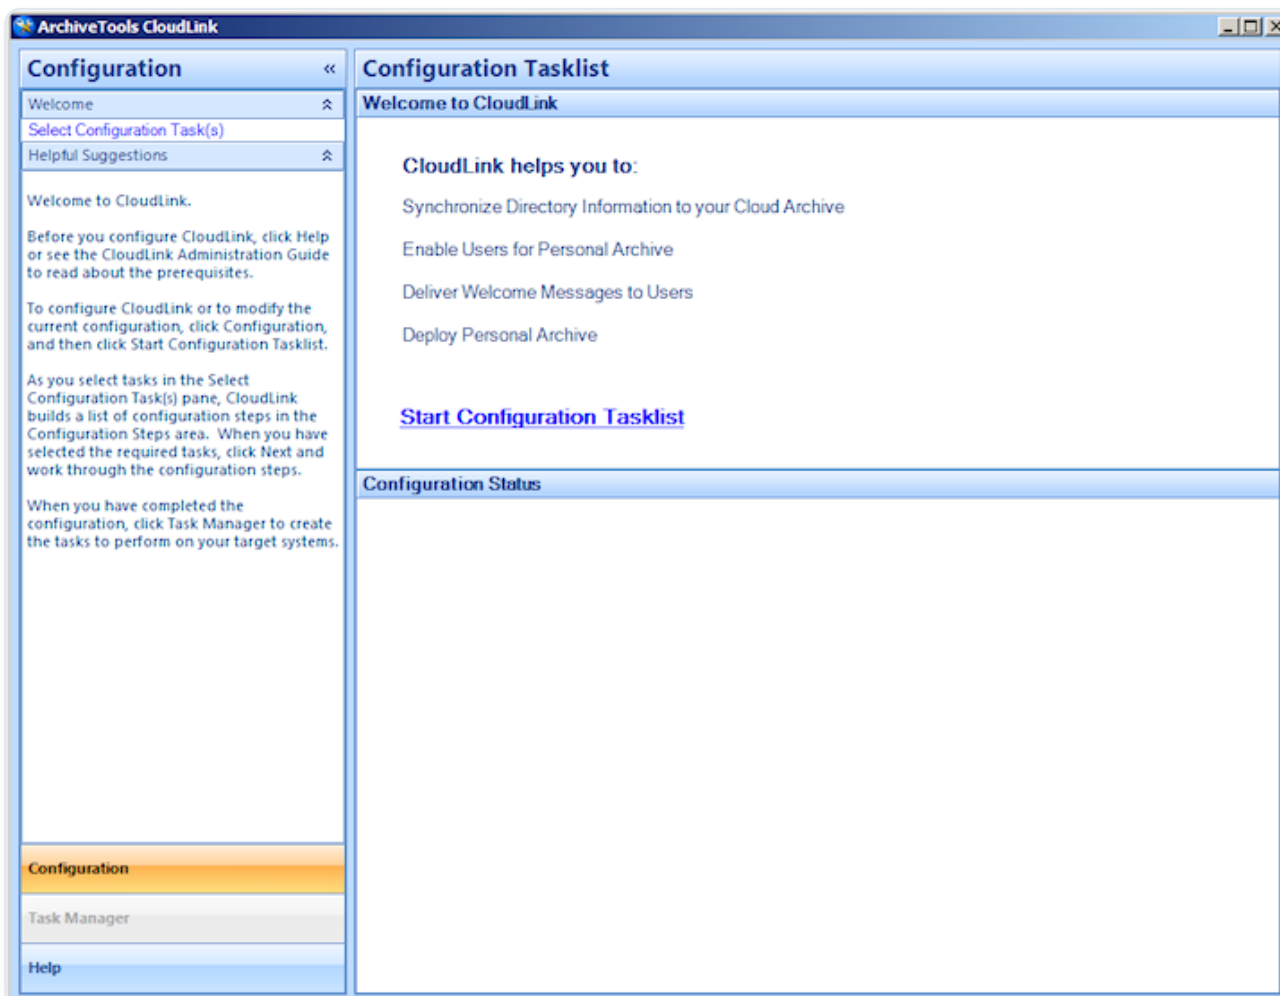 ArchiveTools CloudLink
Configuration «
Welcome
Select Configuration Task(s)
Helpful Suggestions
Welcome to CloudLink.
Before you configure CloudLink, click Help
or see the CloudLink Administration Guide
to read about the prerequisites.
To configure CloudLink or to modify the
current configuration, click Configuration,
and then click Start Configuration Tasklist.
As you select tasks in the Select
Configuration Task(s) pane, CloudLink
builds a list of configuration steps in the
Configuration Steps area. When you have
selected the required tasks, click Next and
work through the configuration steps.
When you have completed the
configuration, click Task Manager to create
the tasks to perform on your target systems.
Configuration
Task Manager
Help
Configuration Tasklist
Welcome to CloudLink
CloudLink helps you to:
Synchronize Directory Information to your Cloud Archive
Enable Users for Personal Archive
Deliver Welcome Messages to Users
Deploy Personal Archive
Start Configuration Tasklist
Configuration Status